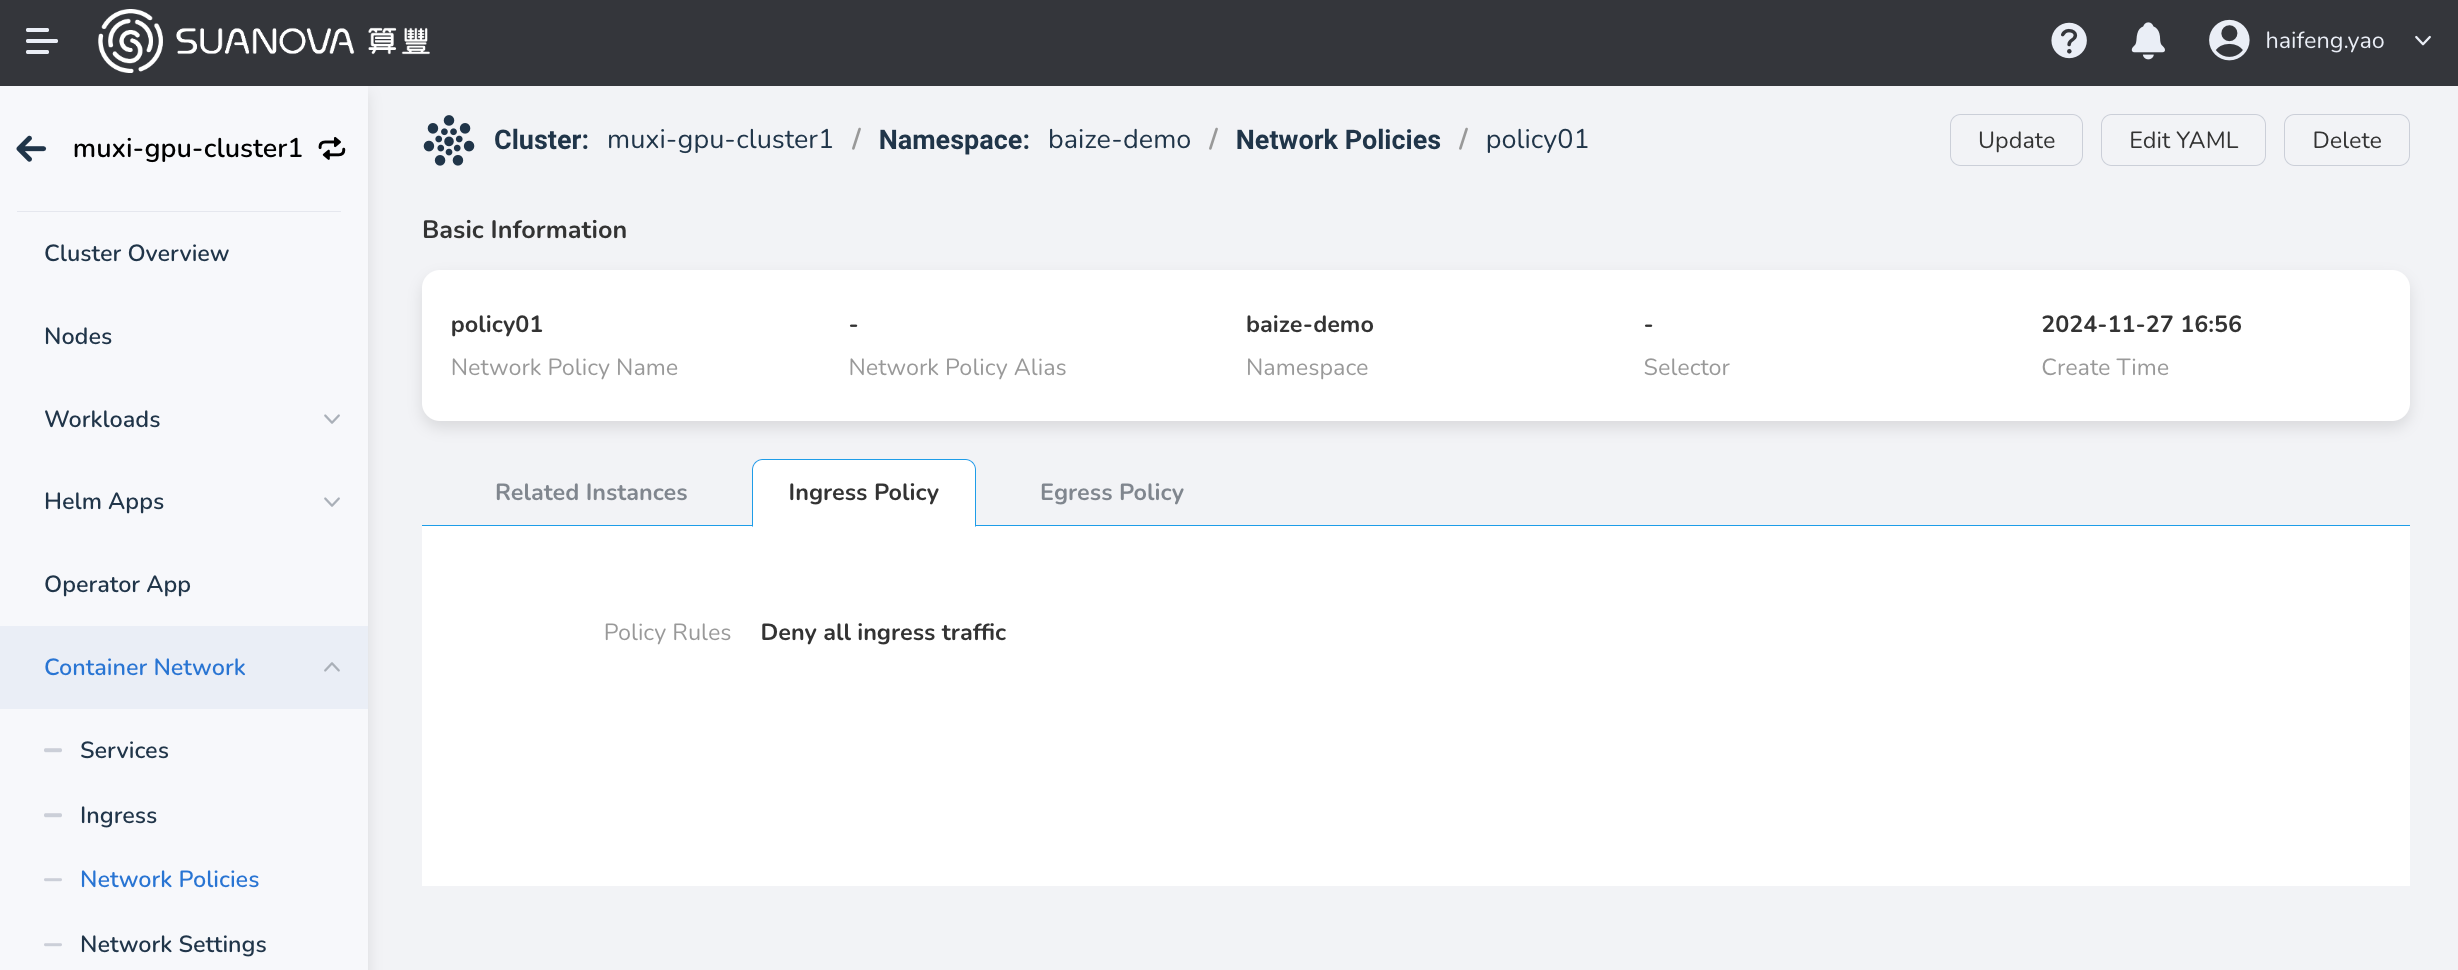 SUANOVA 算豐
haifeng.yao
muxi-gpu-cluster1
Cluster: muxi-gpu-cluster1 / Namespace: baize-demo / Network Policies / policy01
Update
Edit YAML
Delete
Cluster Overview
Nodes
Workloads
Helm Apps
Operator App
Container Network
Services
Ingress
Network Policies
Network Settings
Basic Information
policy01
Network Policy Name
-
Network Policy Alias
baize-demo
Namespace
-
Selector
2024-11-27 16:56
Create Time
Related Instances
Ingress Policy
Egress Policy
Policy Rules Deny all ingress traffic